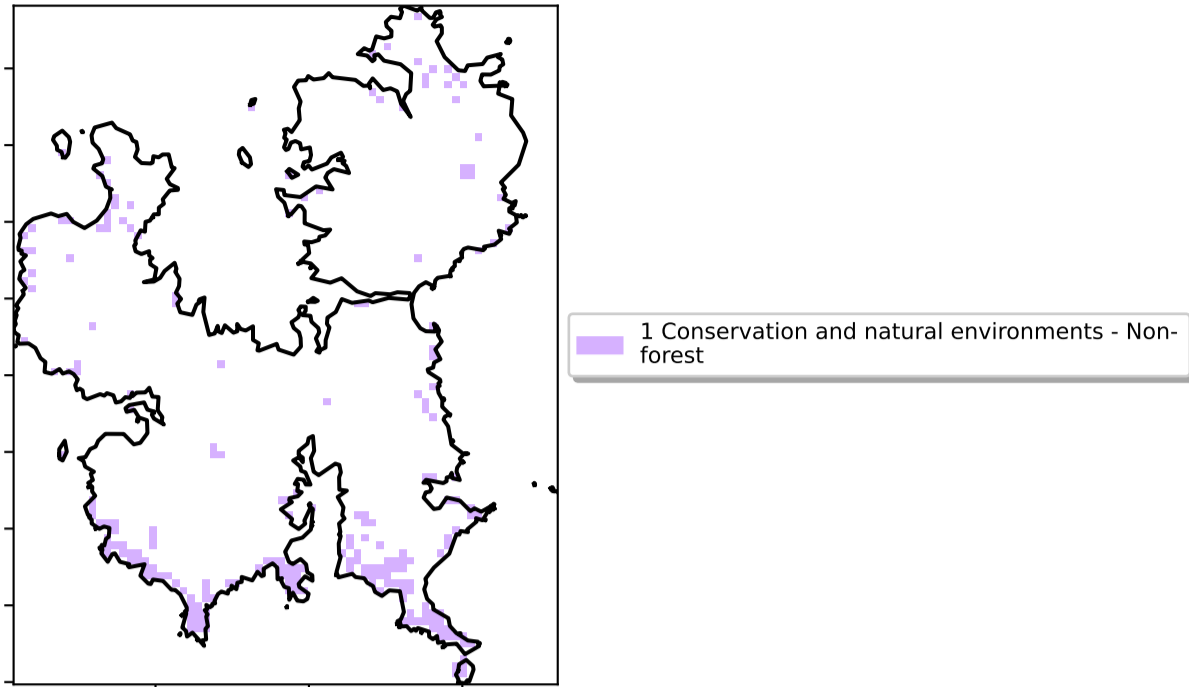 1 Conservation and natural environments - Non-
forest